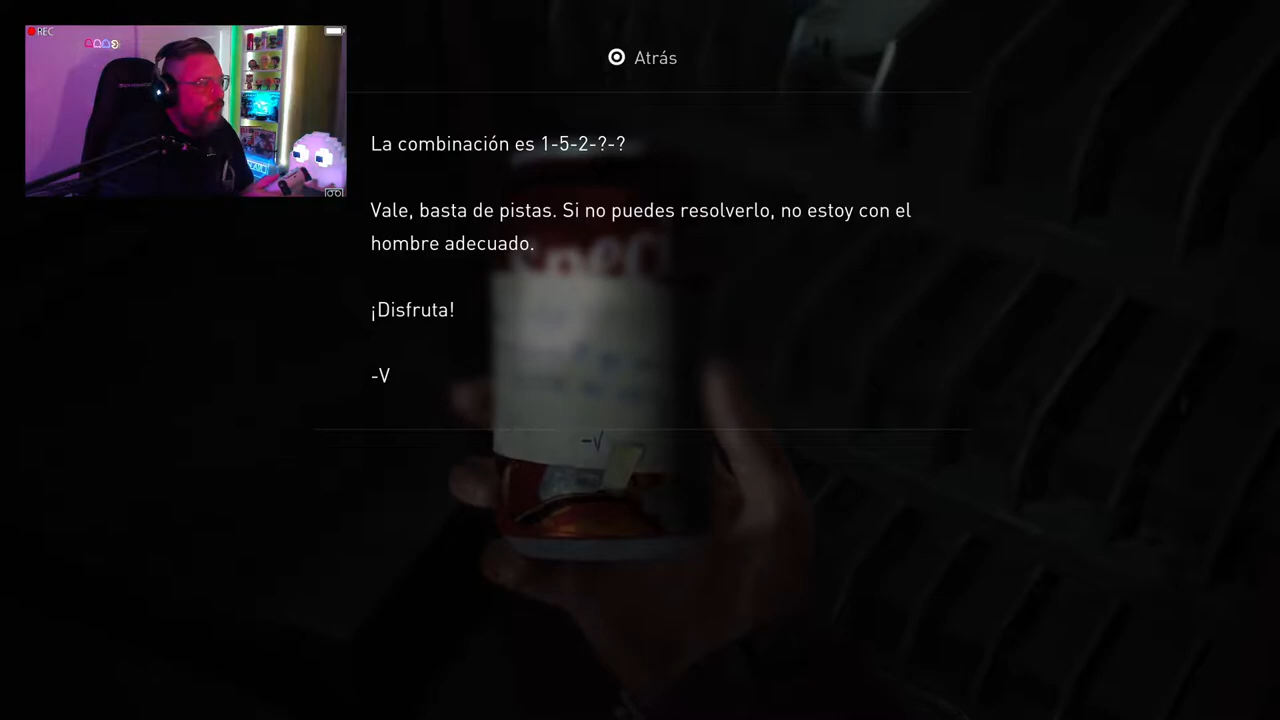 REC
Atrás
La combinación es 1-5-2-?-?
Vale, basta de pistas. Si no puedes resolverlo, no estoy con el
hombre adecuado.
¡Disfruta!
-V
-V